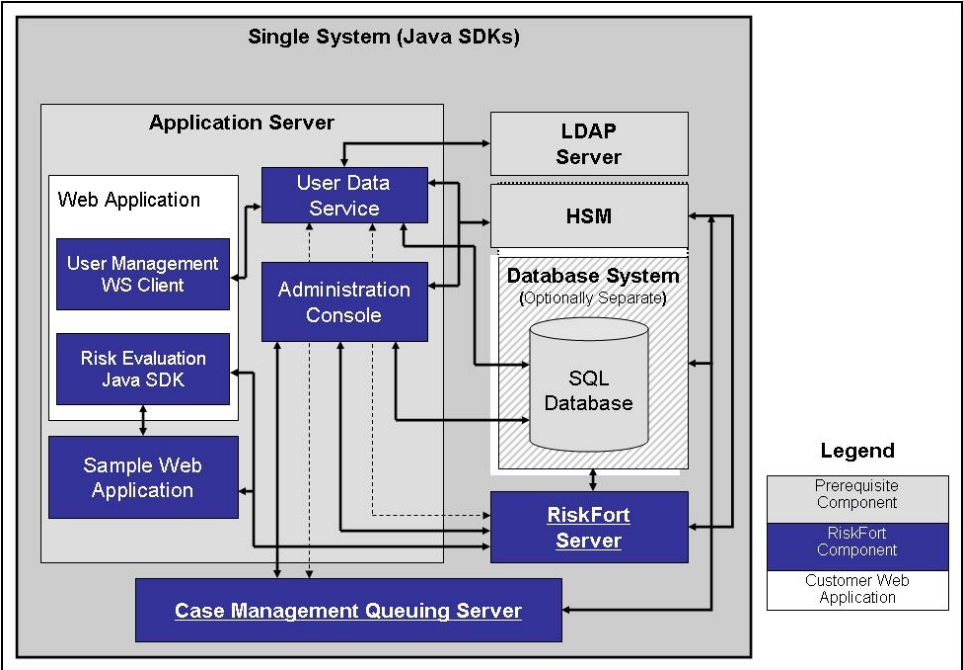 Single System (Java SDKs)
Application Server
LDAP
Server
User Data
Service
Web Application
HSM
User Management
WS Client
Administration
Console
Database System
(Optionally Separate)
Risk Evaluation
Java SDK
SQL
Database
Sample Web
Application
RiskFort
Server
Case Management Queuing Server
Legend
Prerequisite
Component
RiskFort
Component
Customer Web
Application